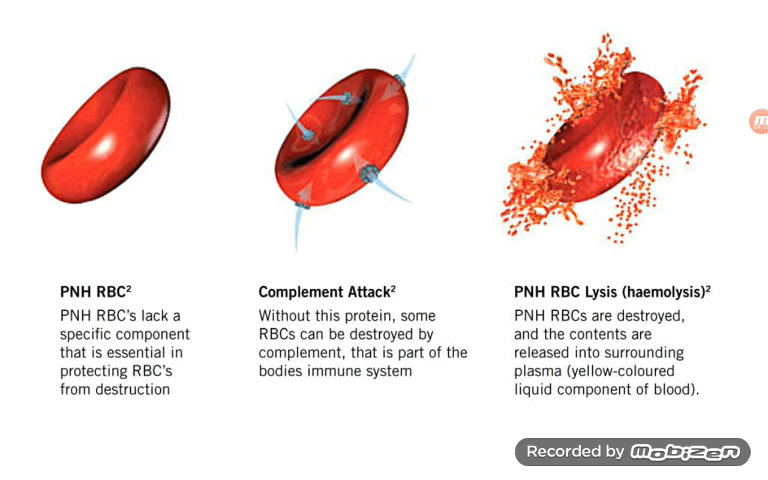 PNH RBC²
PNH RBC's lack a
specific component
that is essential in
protecting RBC's
from destruction
Complement Attack²
Without this protein, some
RBCs can be destroyed by
complement, that is part of the
bodies immune system
PNH RBC Lysis (haemolysis)²
PNH RBCs are destroyed,
and the contents are
released into surrounding
plasma (yellow-coloured
liquid component of blood).
Recorded by mobizen